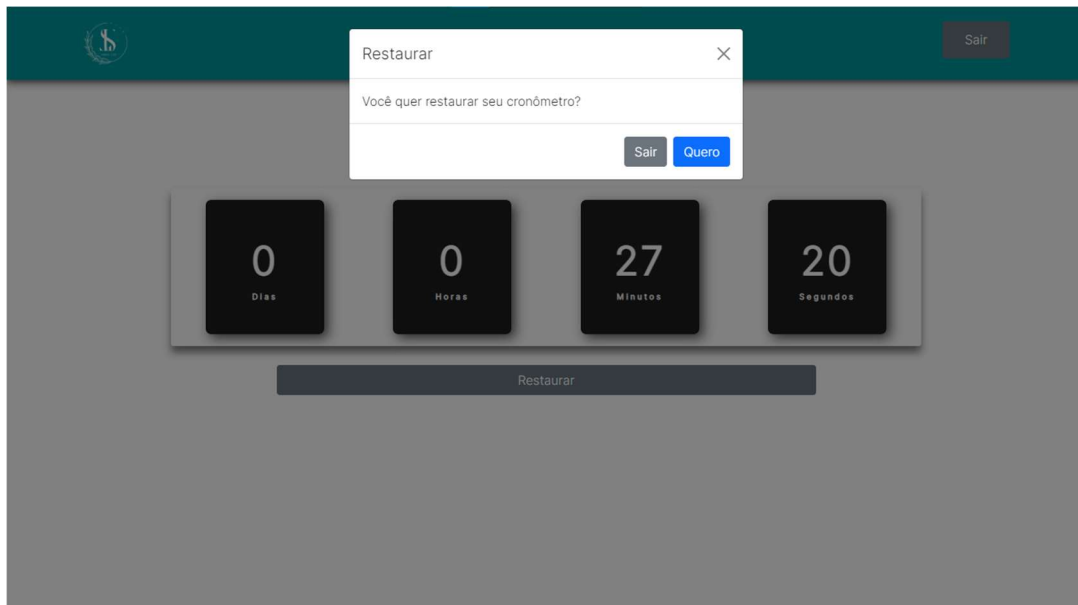 Sair
Restaurar
Você quer restaurar seu cronômetro?
Sair Quero
0 0 27 20
Dias Horas Minutos Segundos
Restaurar